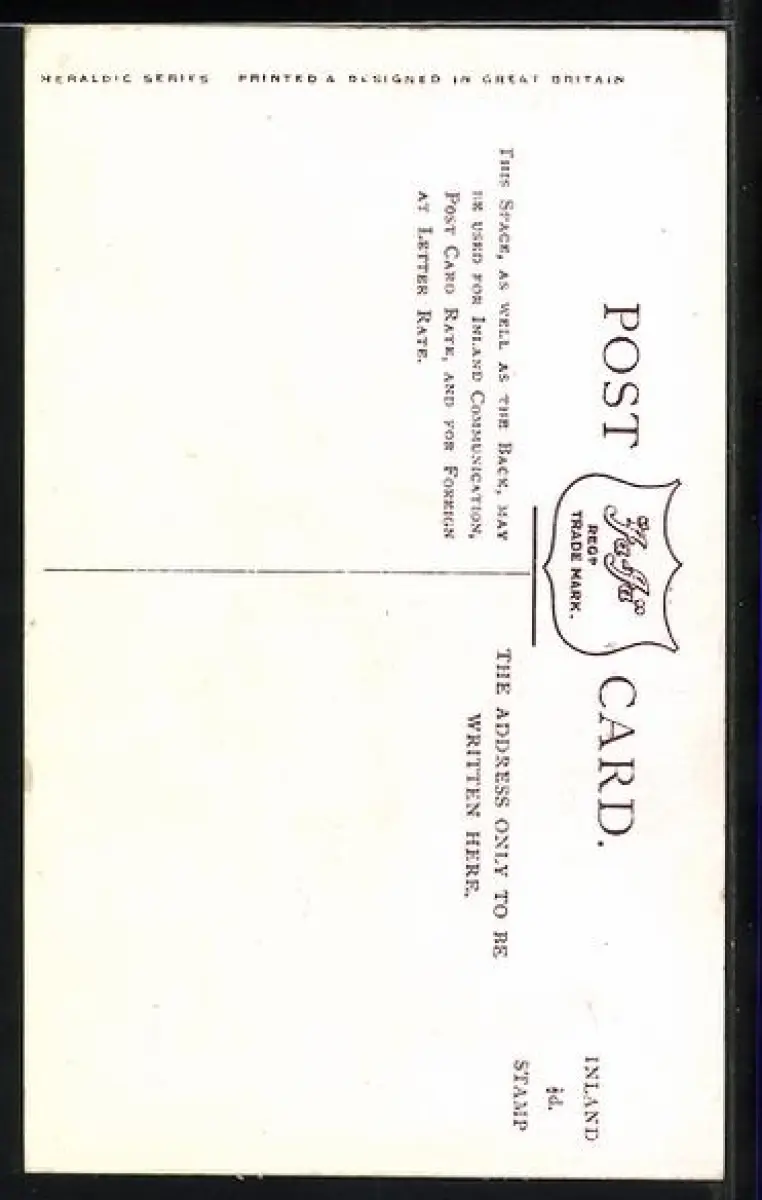 POST CARD.
"Ja Ja"
REGD
TRADE MARK.
INLAND
½d.
STAMP
THIS SPACE, AS WELL AS THE BACK, MAY
BE USED FOR INLAND COMMUNICATION,
POST CARD RATE, AND FOR FOREIGN
AT LETTER RATE.
THE ADDRESS ONLY TO BE
WRITTEN HERE.
HERALDIC SERIES PRINTED & DESIGNED IN GREAT BRITAIN